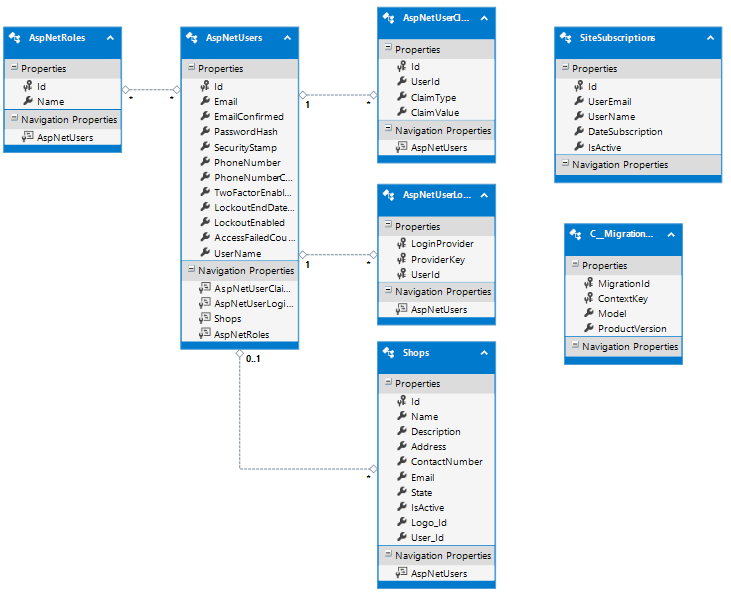 AspNetRoles
Properties
Id
Name
Navigation Properties
AspNetUsers
*
*
AspNetUsers
Properties
Id
Email
EmailConfirmed
PasswordHash
SecurityStamp
PhoneNumber
PhoneNumberC...
TwoFactorEnabl...
LockoutEndDate...
LockoutEnabled
AccessFailedCou...
UserName
Navigation Properties
AspNetUserClai...
AspNetUserLogi...
Shops
AspNetRoles
1
*
1
*
0..1
*
AspNetUserCl...
Properties
Id
UserId
ClaimType
ClaimValue
Navigation Properties
AspNetUsers
AspNetUserLo...
Properties
LoginProvider
ProviderKey
UserId
Navigation Properties
AspNetUsers
Shops
Properties
Id
Name
Description
Address
ContactNumber
Email
State
IsActive
Logo_Id
User_Id
Navigation Properties
AspNetUsers
SiteSubscriptions
Properties
Id
UserEmail
UserName
DateSubscription
IsActive
Navigation Properties
C__Migration...
Properties
MigrationId
ContextKey
Model
ProductVersion
Navigation Properties